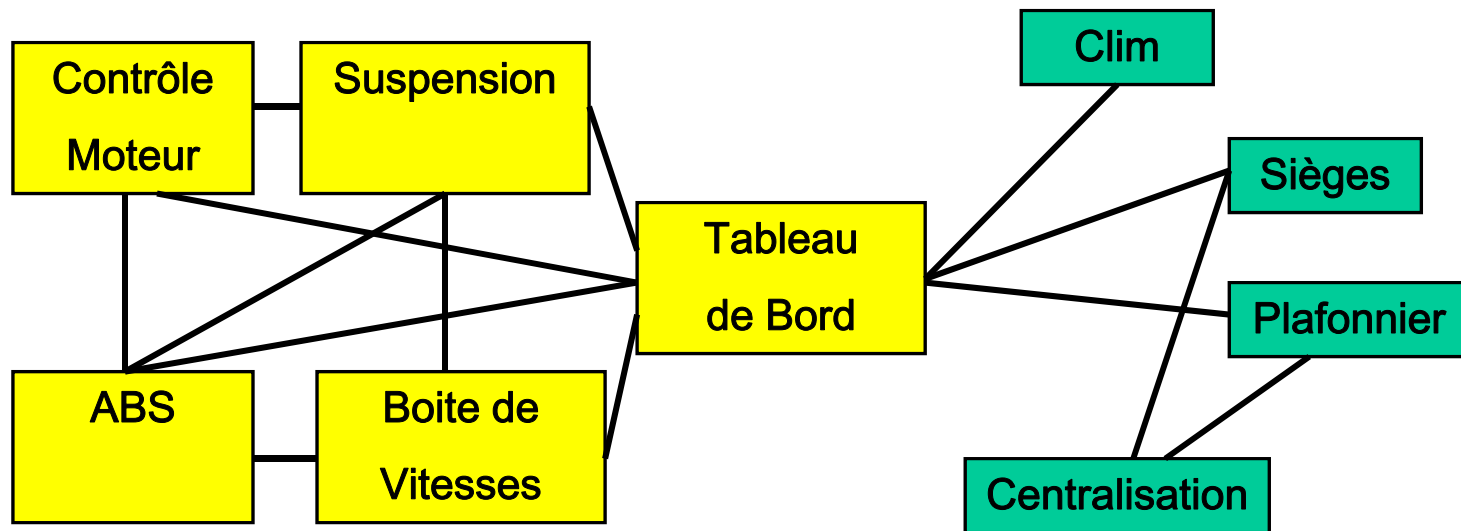 Contrôle
Moteur
Suspension
Clim
Sièges
Tableau
de Bord
Plafonnier
ABS
Boite de
Vitesses
Centralisation